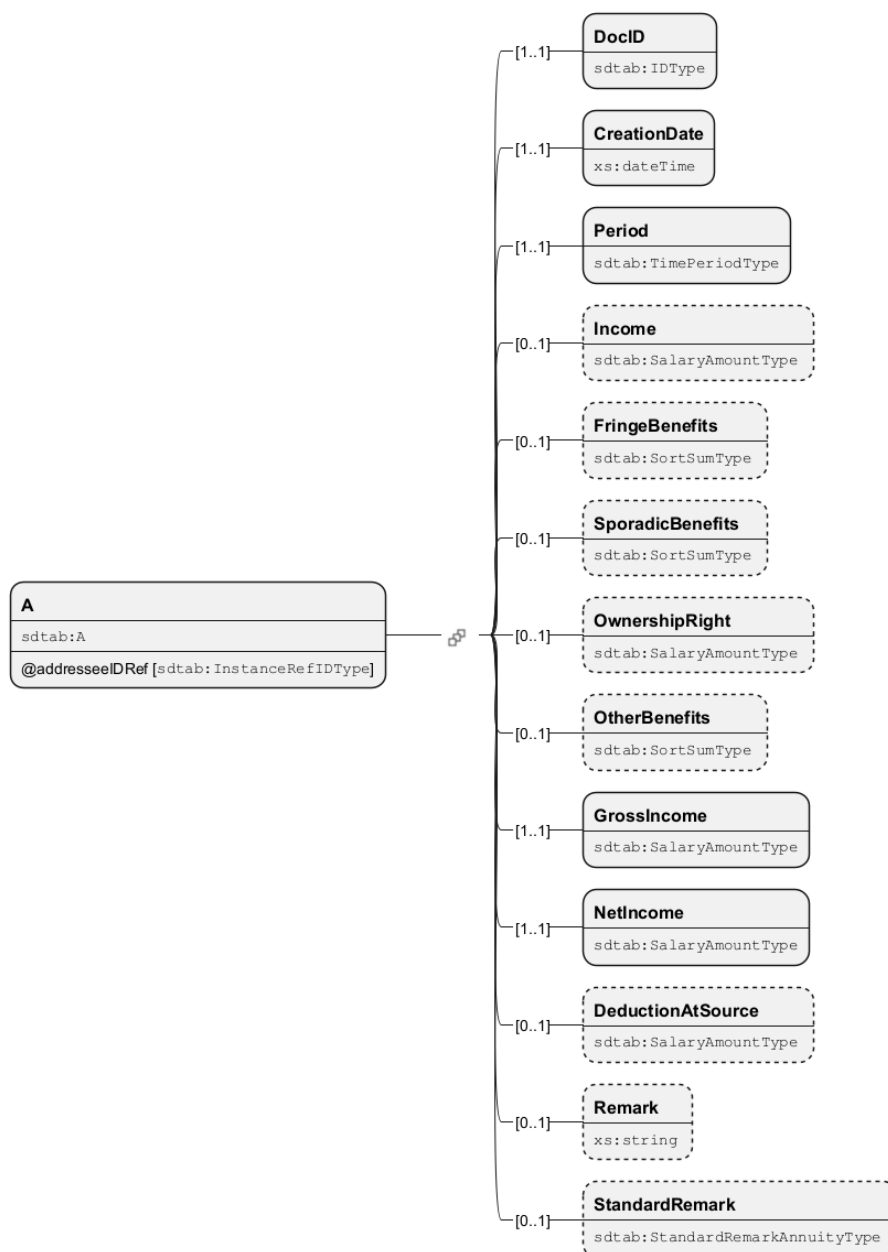 [1..1]
DocID
sdtab:IDType
[1..1]
CreationDate
xs:dateTime
[1..1]
Period
sdtab:TimePeriodType
[0..1]
Income
sdtab:SalaryAmountType
[0..1]
FringeBenefits
sdtab:SortSumType
[0..1]
SporadicBenefits
sdtab:SortSumType
A
sdtab:A
@addresseeIDRef [sdtab:InstanceRefIDType]
[0..1]
OwnershipRight
sdtab:SalaryAmountType
[0..1]
OtherBenefits
sdtab:SortSumType
[1..1]
GrossIncome
sdtab:SalaryAmountType
[1..1]
NetIncome
sdtab:SalaryAmountType
[0..1]
DeductionAtSource
sdtab:SalaryAmountType
[0..1]
Remark
xs:string
[0..1]
StandardRemark
sdtab:StandardRemarkAnnuityType